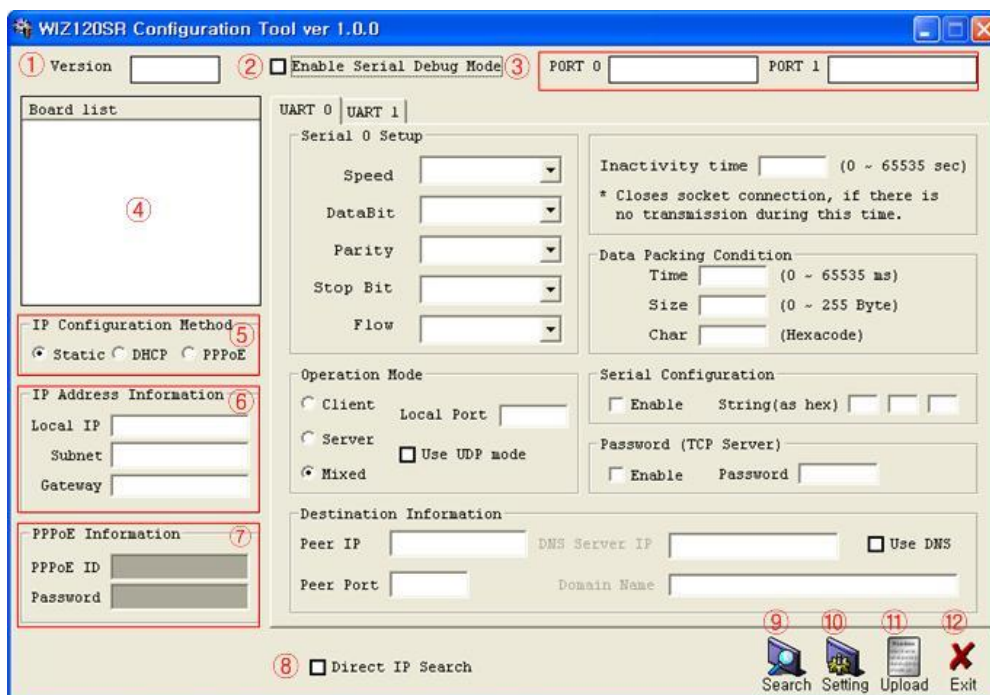 WIZ120SR Configuration Tool ver 1.0.0
① Version ② Enable Serial Debug Mode ③ PORT 0 PORT 1
Board list
④
IP Configuration Method ⑤
Static DHCP PPPoE
IP Address Information ⑥
Local IP
Subnet
Gateway
PPPoE Information ⑦
PPPoE ID
Password
UART 0 UART 1
Serial 0 Setup
Speed
DataBit
Parity
Stop Bit
Flow
Inactivity time (0 ~ 65535 sec)
* Closes socket connection, if there is
no transmission during this time.
Data Packing Condition
Time (0 ~ 65535 ms)
Size (0 ~ 255 Byte)
Char (Hexacode)
Operation Mode
Client
Server
Mixed
Local Port
Use UDP mode
Serial Configuration
Enable String(as hex)
Password (TCP Server)
Enable Password
Destination Information
Peer IP DNS Server IP Use DNS
Peer Port Domain Name
⑧ Direct IP Search
⑨ ⑩ ⑪ ⑫
Search Setting Upload Exit